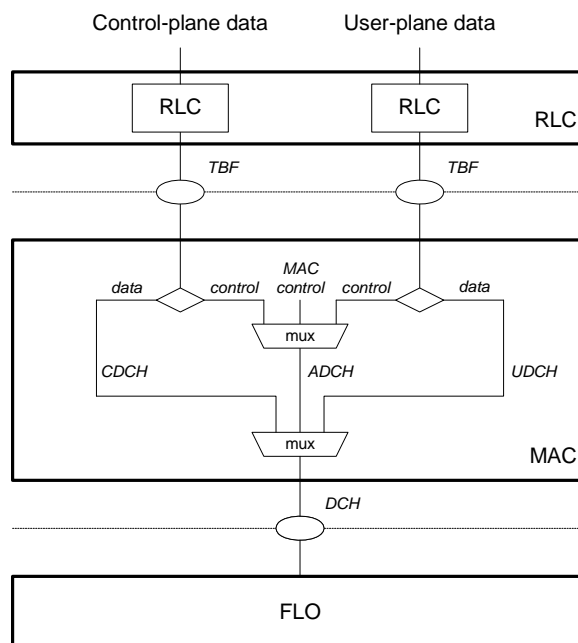 Control-plane data
User-plane data
RLC
RLC
RLC
TBF
TBF
MAC
data
control
control
control
data
mux
CDCH
ADCH
UDCH
mux
MAC
DCH
FLO